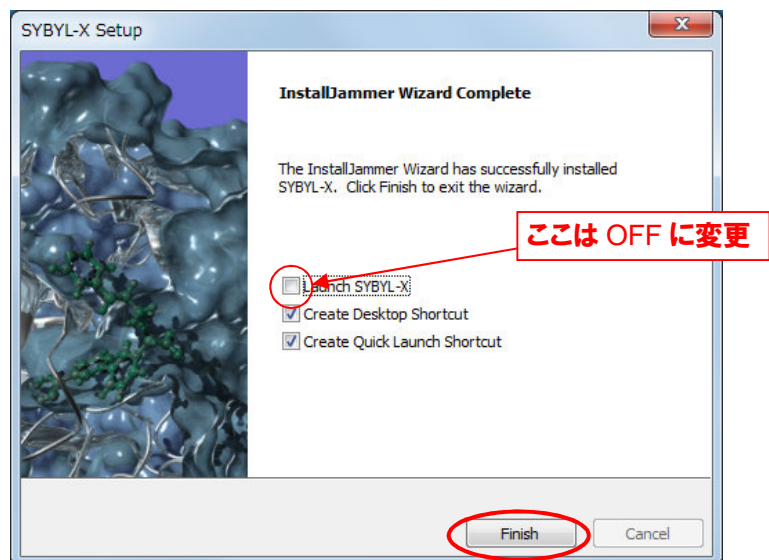 SYBYL-X Setup
InstallJammer Wizard Complete
The InstallJammer Wizard has successfully installed
SYBYL-X. Click Finish to exit the wizard.
ここは OFF に変更
Launch SYBYL-X
Create Desktop Shortcut
Create Quick Launch Shortcut
Finish
Cancel